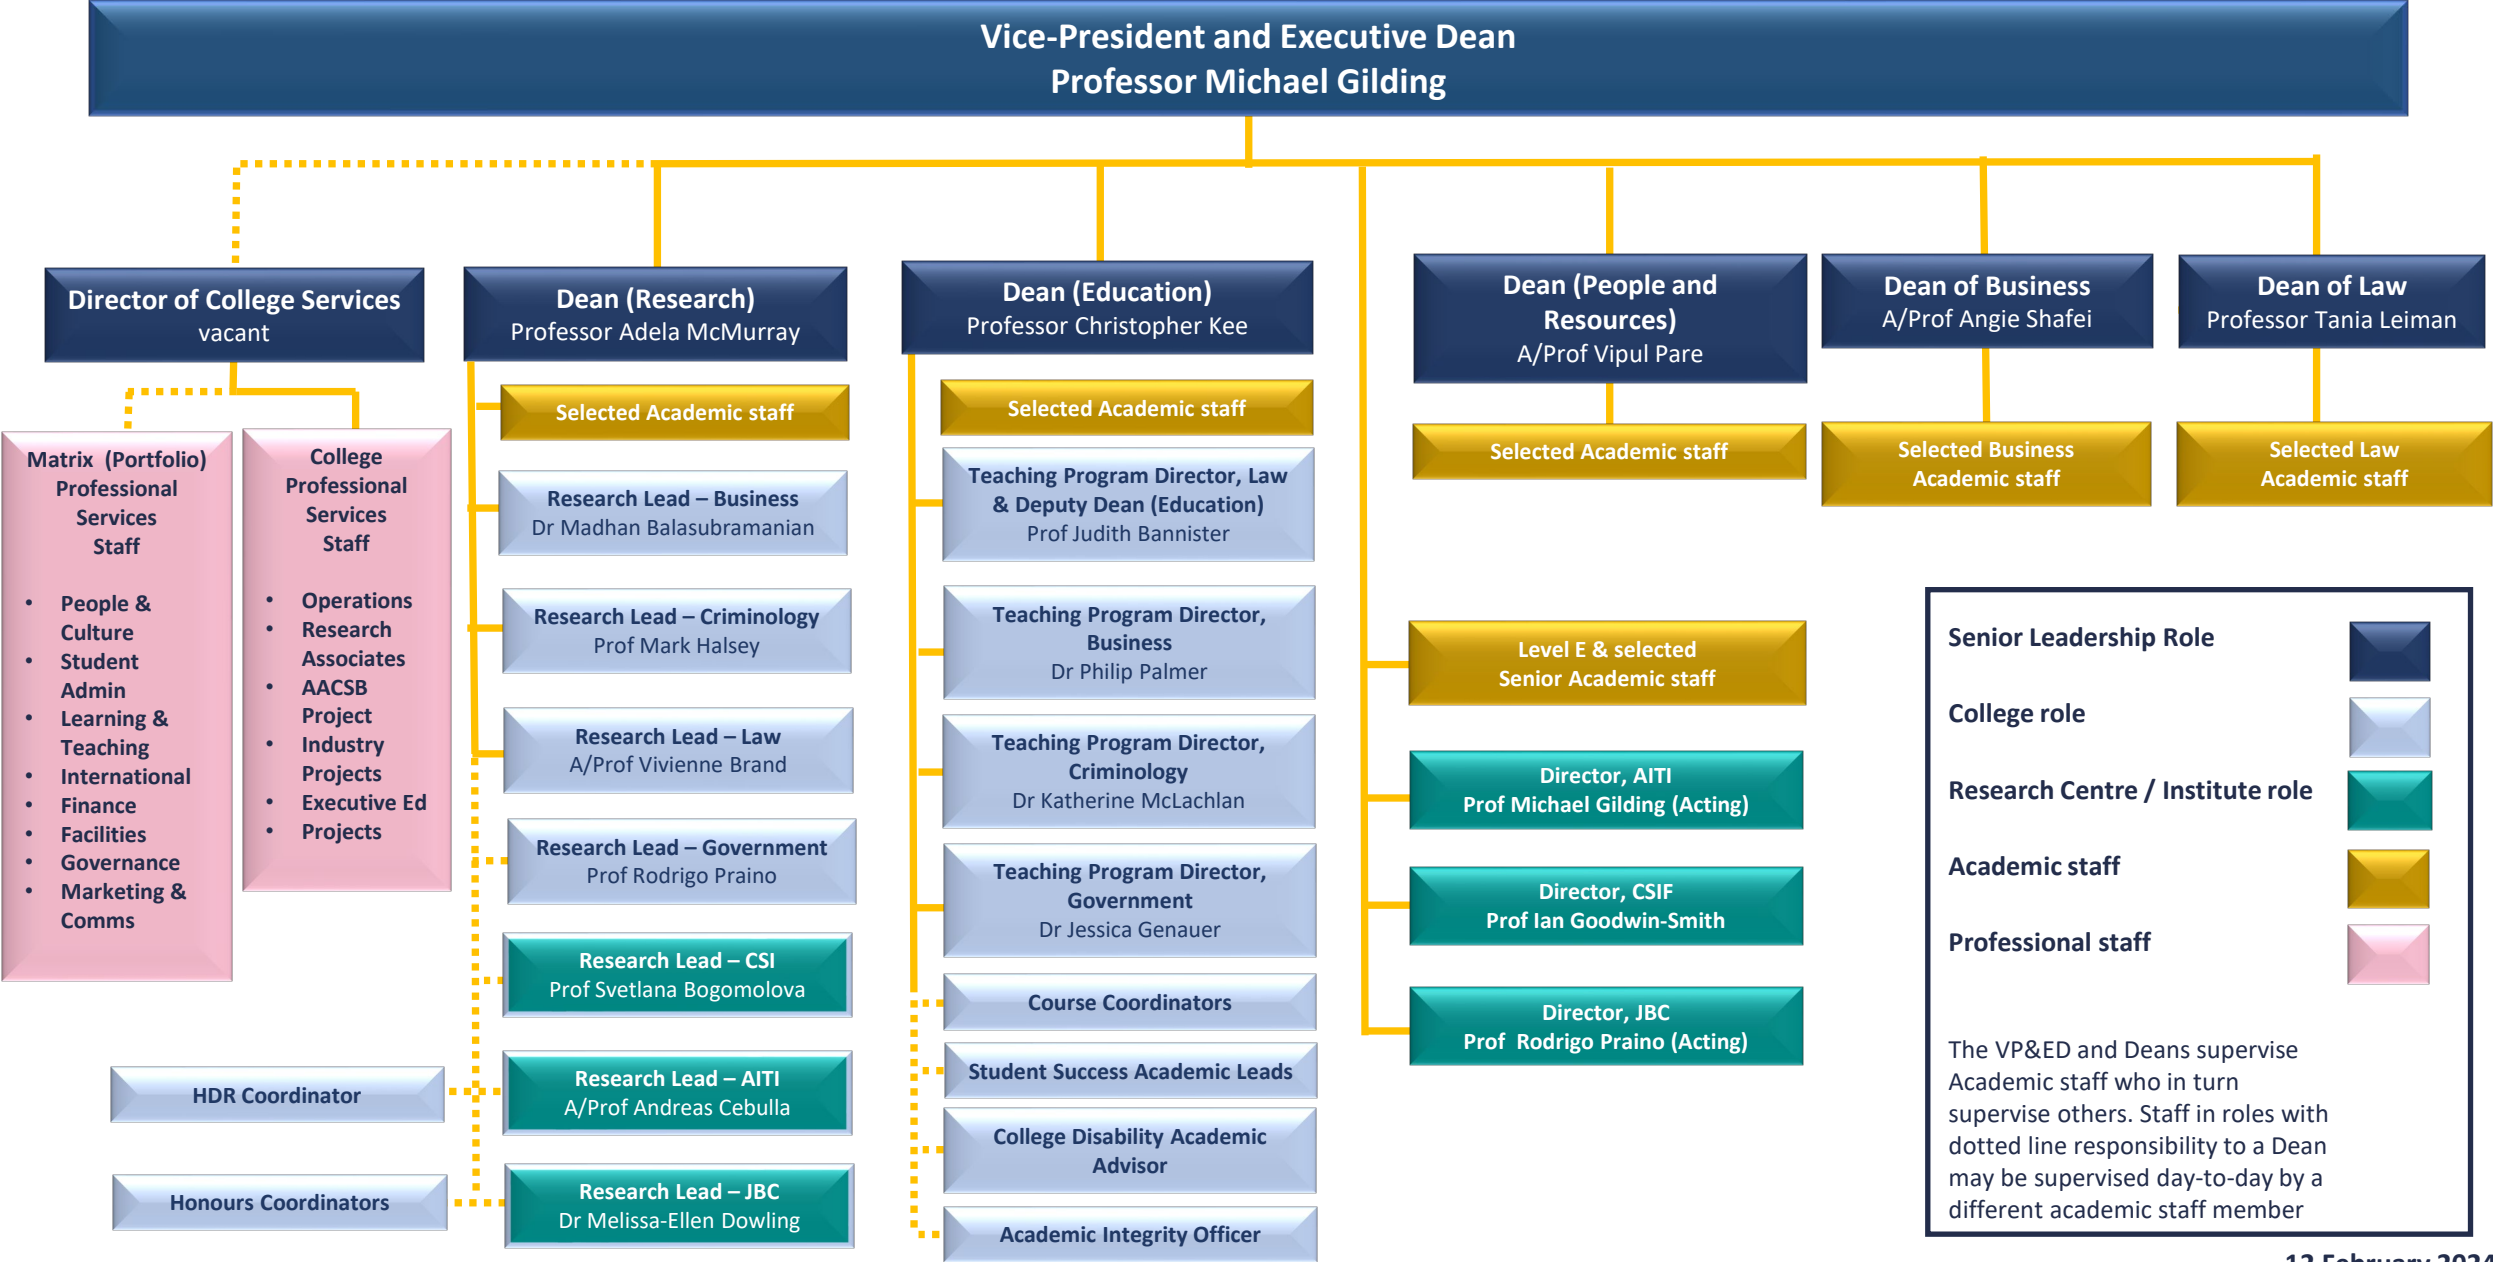 Vice-President and Executive Dean
Professor Michael Gilding
Director of College Services
vacant
Dean (Research)
Professor Adela McMurray
Dean (Education)
Professor Christopher Kee
Dean (People and
Resources)
A/Prof Vipul Pare
Dean of Business
A/Prof Angie Shafei
Dean of Law
Professor Tania Leiman
Matrix (Portfolio)
Professional
Services
Staff
• People &
Culture
• Student
Admin
• Learning &
Teaching
• International
• Finance
• Facilities
• Governance
• Marketing &
Comms
College
Professional
Services
Staff
• Operations
• Research
Associates
• AACSB
Project
• Industry
Projects
• Executive Ed
• Projects
Selected Academic staff
Research Lead – Business
Dr Madhan Balasubramanian
Research Lead – Criminology
Prof Mark Halsey
Research Lead – Law
A/Prof Vivienne Brand
Research Lead – Government
Prof Rodrigo Praino
Research Lead – CSI
Prof Svetlana Bogomolova
Research Lead – AITI
A/Prof Andreas Cebulla
Research Lead – JBC
Dr Melissa-Ellen Dowling
HDR Coordinator
Honours Coordinators
Selected Academic staff
Teaching Program Director, Law
& Deputy Dean (Education)
Prof Judith Bannister
Teaching Program Director,
Business
Dr Philip Palmer
Teaching Program Director,
Criminology
Dr Katherine McLachlan
Teaching Program Director,
Government
Dr Jessica Genauer
Course Coordinators
Student Success Academic Leads
College Disability Academic
Advisor
Academic Integrity Officer
Selected Academic staff
Level E & selected
Senior Academic staff
Director, AITI
Prof Michael Gilding (Acting)
Director, CSIF
Prof Ian Goodwin-Smith
Director, JBC
Prof Rodrigo Praino (Acting)
Selected Business
Academic staff
Selected Law
Academic staff
Senior Leadership Role
College role
Research Centre / Institute role
Academic staff
Professional staff
The VP&ED and Deans supervise
Academic staff who in turn
supervise others. Staff in roles with
dotted line responsibility to a Dean
may be supervised day-to-day by a
different academic staff member
February 2024